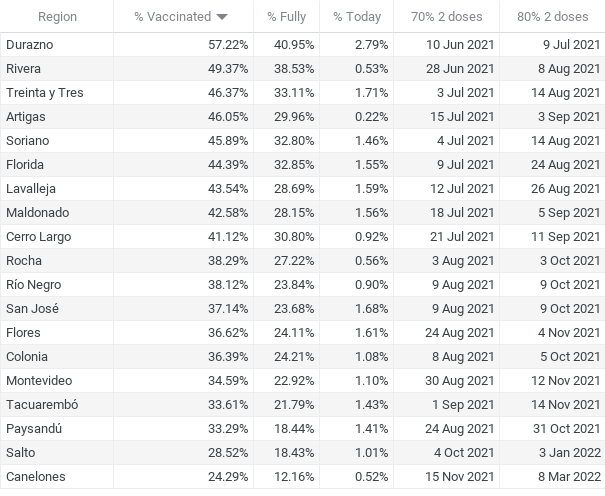 Region % Vaccinated % Fully % Today 70% 2 doses 80% 2 doses
Durazno 57.22% 40.95% 2.79% 10 Jun 2021 9 Jul 2021
Rivera 49.37% 38.53% 0.53% 28 Jun 2021 8 Aug 2021
Treinta y Tres 46.37% 33.11% 1.71% 3 Jul 2021 14 Aug 2021
Artigas 46.05% 29.96% 0.22% 15 Jul 2021 3 Sep 2021
Soriano 45.89% 32.80% 1.46% 4 Jul 2021 14 Aug 2021
Florida 44.39% 32.85% 1.55% 9 Jul 2021 24 Aug 2021
Lavalleja 43.54% 28.69% 1.59% 12 Jul 2021 26 Aug 2021
Maldonado 42.58% 28.15% 1.56% 18 Jul 2021 5 Sep 2021
Cerro Largo 41.12% 30.80% 0.92% 21 Jul 2021 11 Sep 2021
Rocha 38.29% 27.22% 0.56% 3 Aug 2021 3 Oct 2021
Río Negro 38.12% 23.84% 0.90% 9 Aug 2021 9 Oct 2021
San José 37.14% 23.68% 1.68% 9 Aug 2021 9 Oct 2021
Flores 36.62% 24.11% 1.61% 24 Aug 2021 4 Nov 2021
Colonia 36.39% 24.21% 1.08% 8 Aug 2021 5 Oct 2021
Montevideo 34.59% 22.92% 1.10% 30 Aug 2021 12 Nov 2021
Tacuarembó 33.61% 21.79% 1.43% 1 Sep 2021 14 Nov 2021
Paysandú 33.29% 18.44% 1.41% 24 Aug 2021 31 Oct 2021
Salto 28.52% 18.43% 1.01% 4 Oct 2021 3 Jan 2022
Canelones 24.29% 12.16% 0.52% 15 Nov 2021 8 Mar 2022